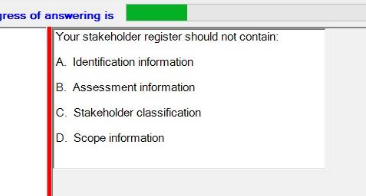 gress of answering is
Your stakeholder register should not contain:
A. Identification information
B. Assessment information
C. Stakeholder classification
D. Scope information